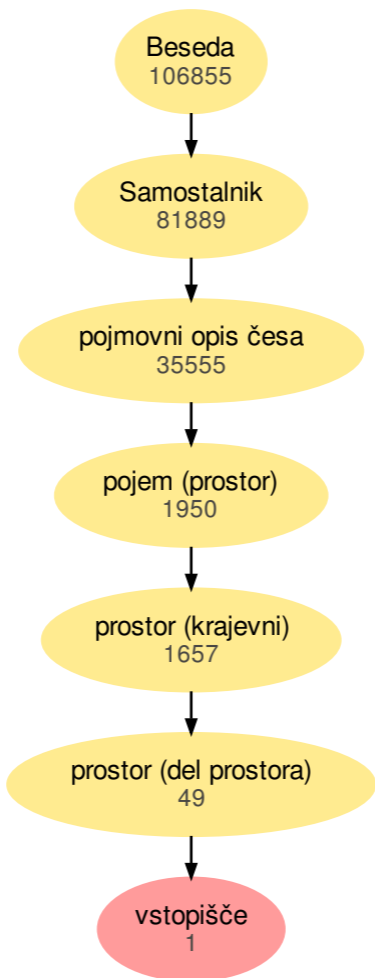 Beseda
106855
Samostalnik
81889
pojmovni opis česa
35555
pojem (prostor)
1950
prostor (krajevni)
1657
prostor (del prostora)
49
vstopišče
1